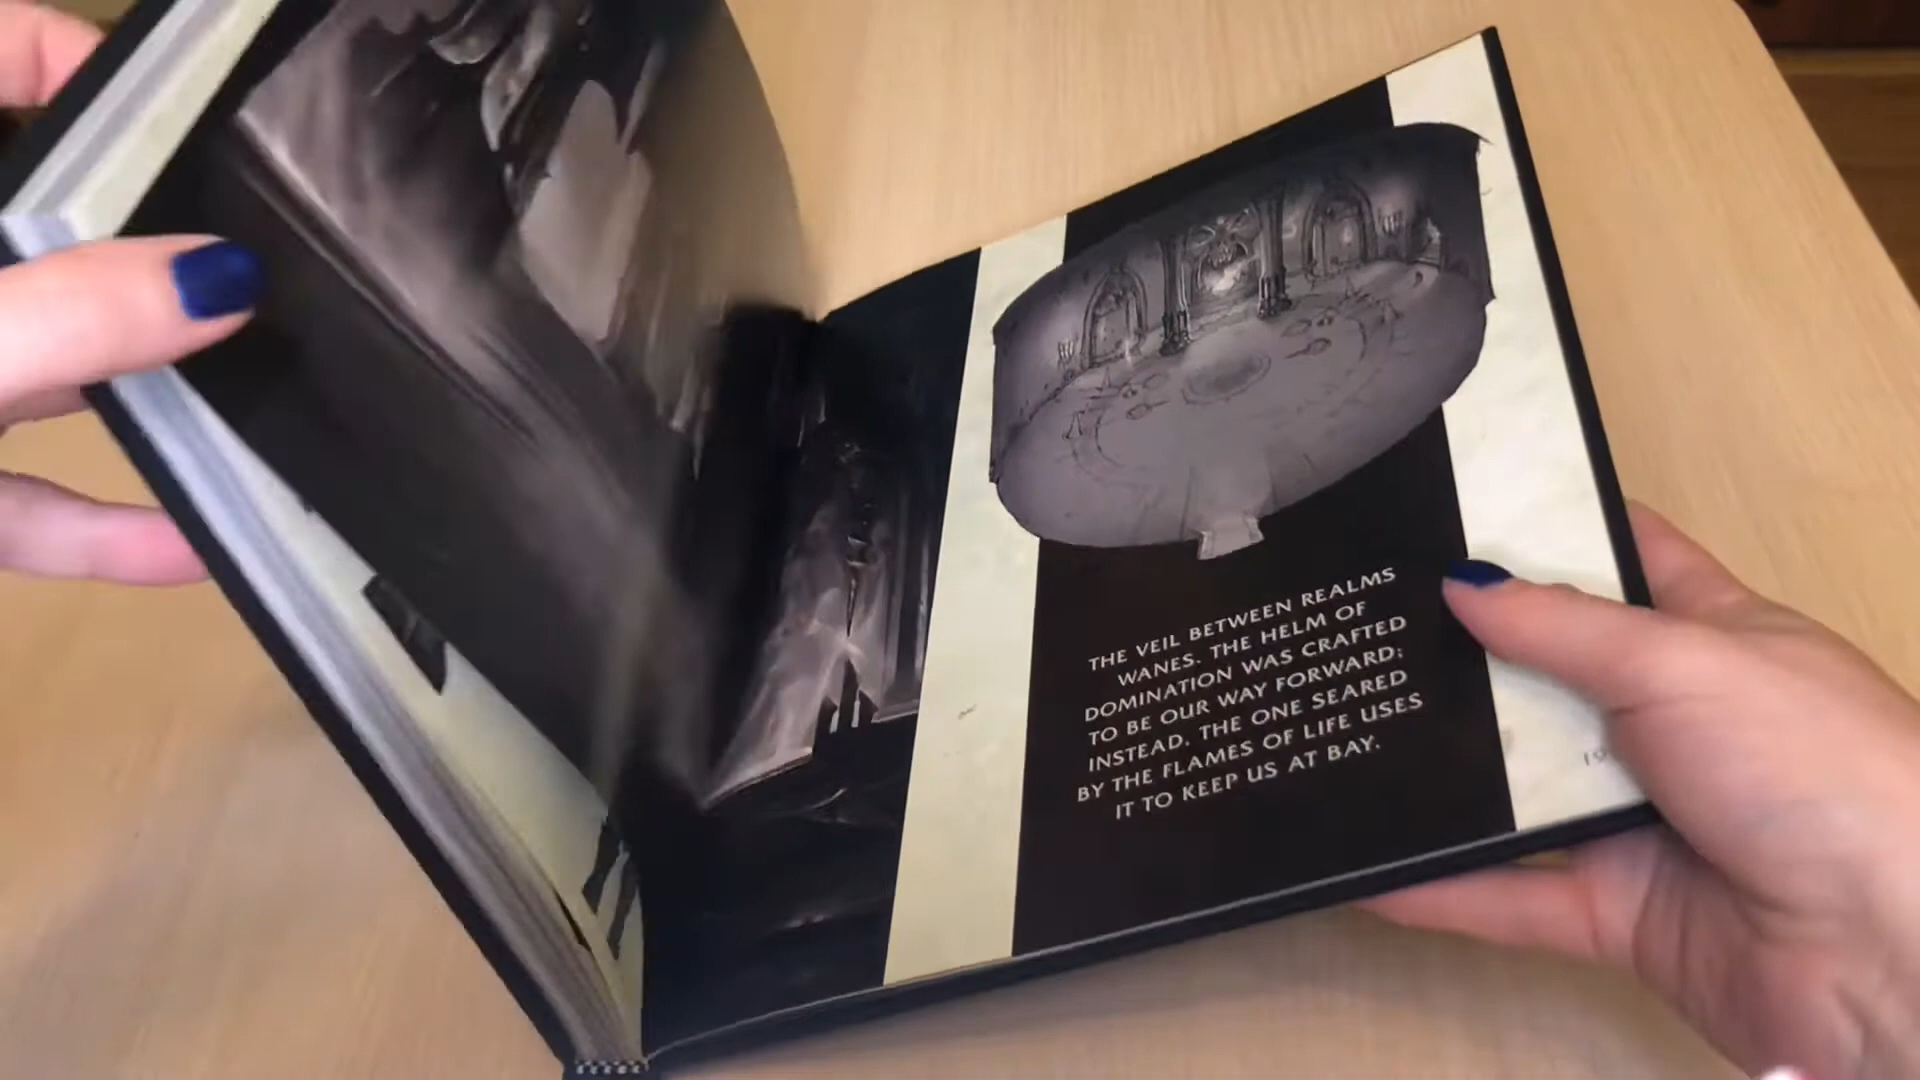 THE VEIL BETWEEN REALMS
WANES. THE HELM OF
DOMINATION WAS CRAFTED
TO BE OUR WAY FORWARD;
INSTEAD, THE ONE SEARED
BY THE FLAMES OF LIFE USES
IT TO KEEP US AT BAY.